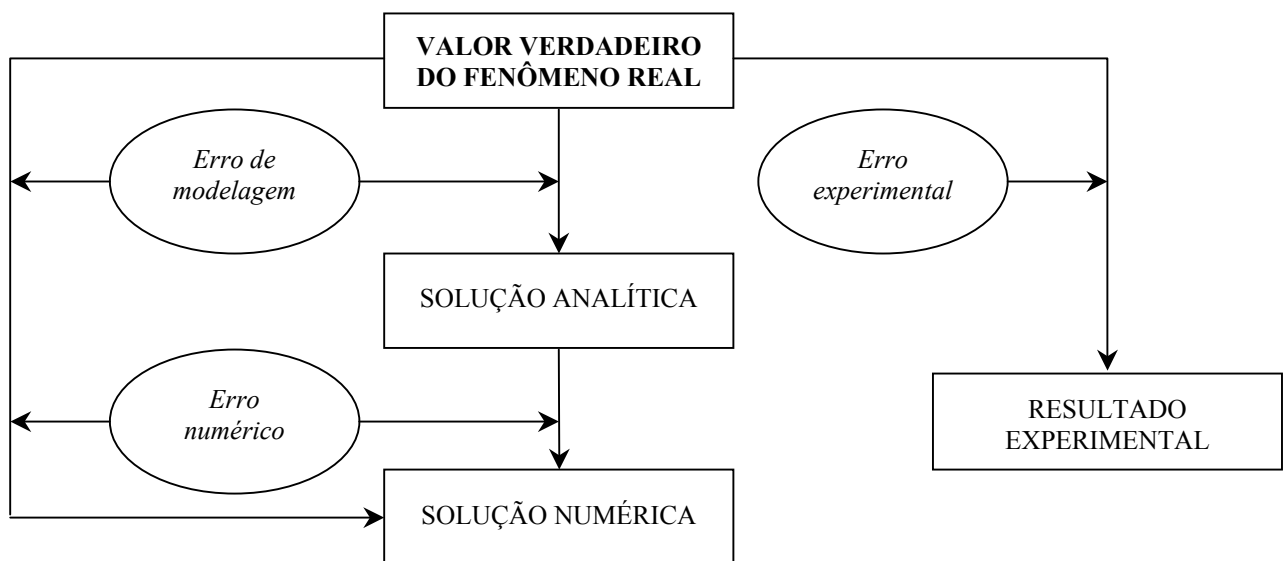 VALOR VERDADEIRO
DO FENÔMENO REAL
Erro de
modelagem
Erro
experimental
SOLUÇÃO ANALÍTICA
Erro
numérico
RESULTADO
EXPERIMENTAL
SOLUÇÃO NUMÉRICA